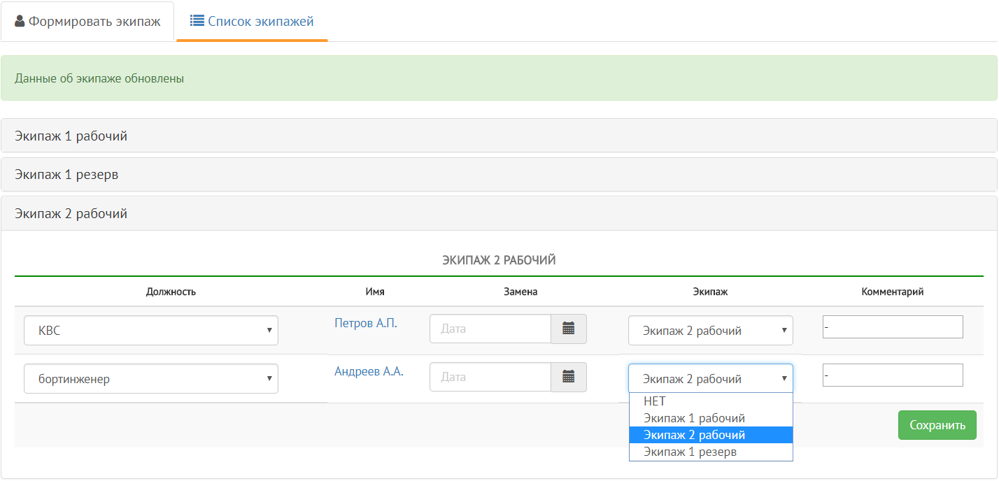 Формировать экипаж
Список экипажей
Данные об экипаже обновлены
Экипаж 1 рабочий
Экипаж 1 резерв
Экипаж 2 рабочий
ЭКИПАЖ 2 РАБОЧИЙ
Должность Имя Замена Экипаж Комментарий
КВС Петров А.П. Дата Экипаж 2 рабочий -
бортинженер Андреев А.А. Дата Экипаж 2 рабочий -
НЕТ
Экипаж 1 рабочий
Экипаж 2 рабочий
Экипаж 1 резерв
Сохранить